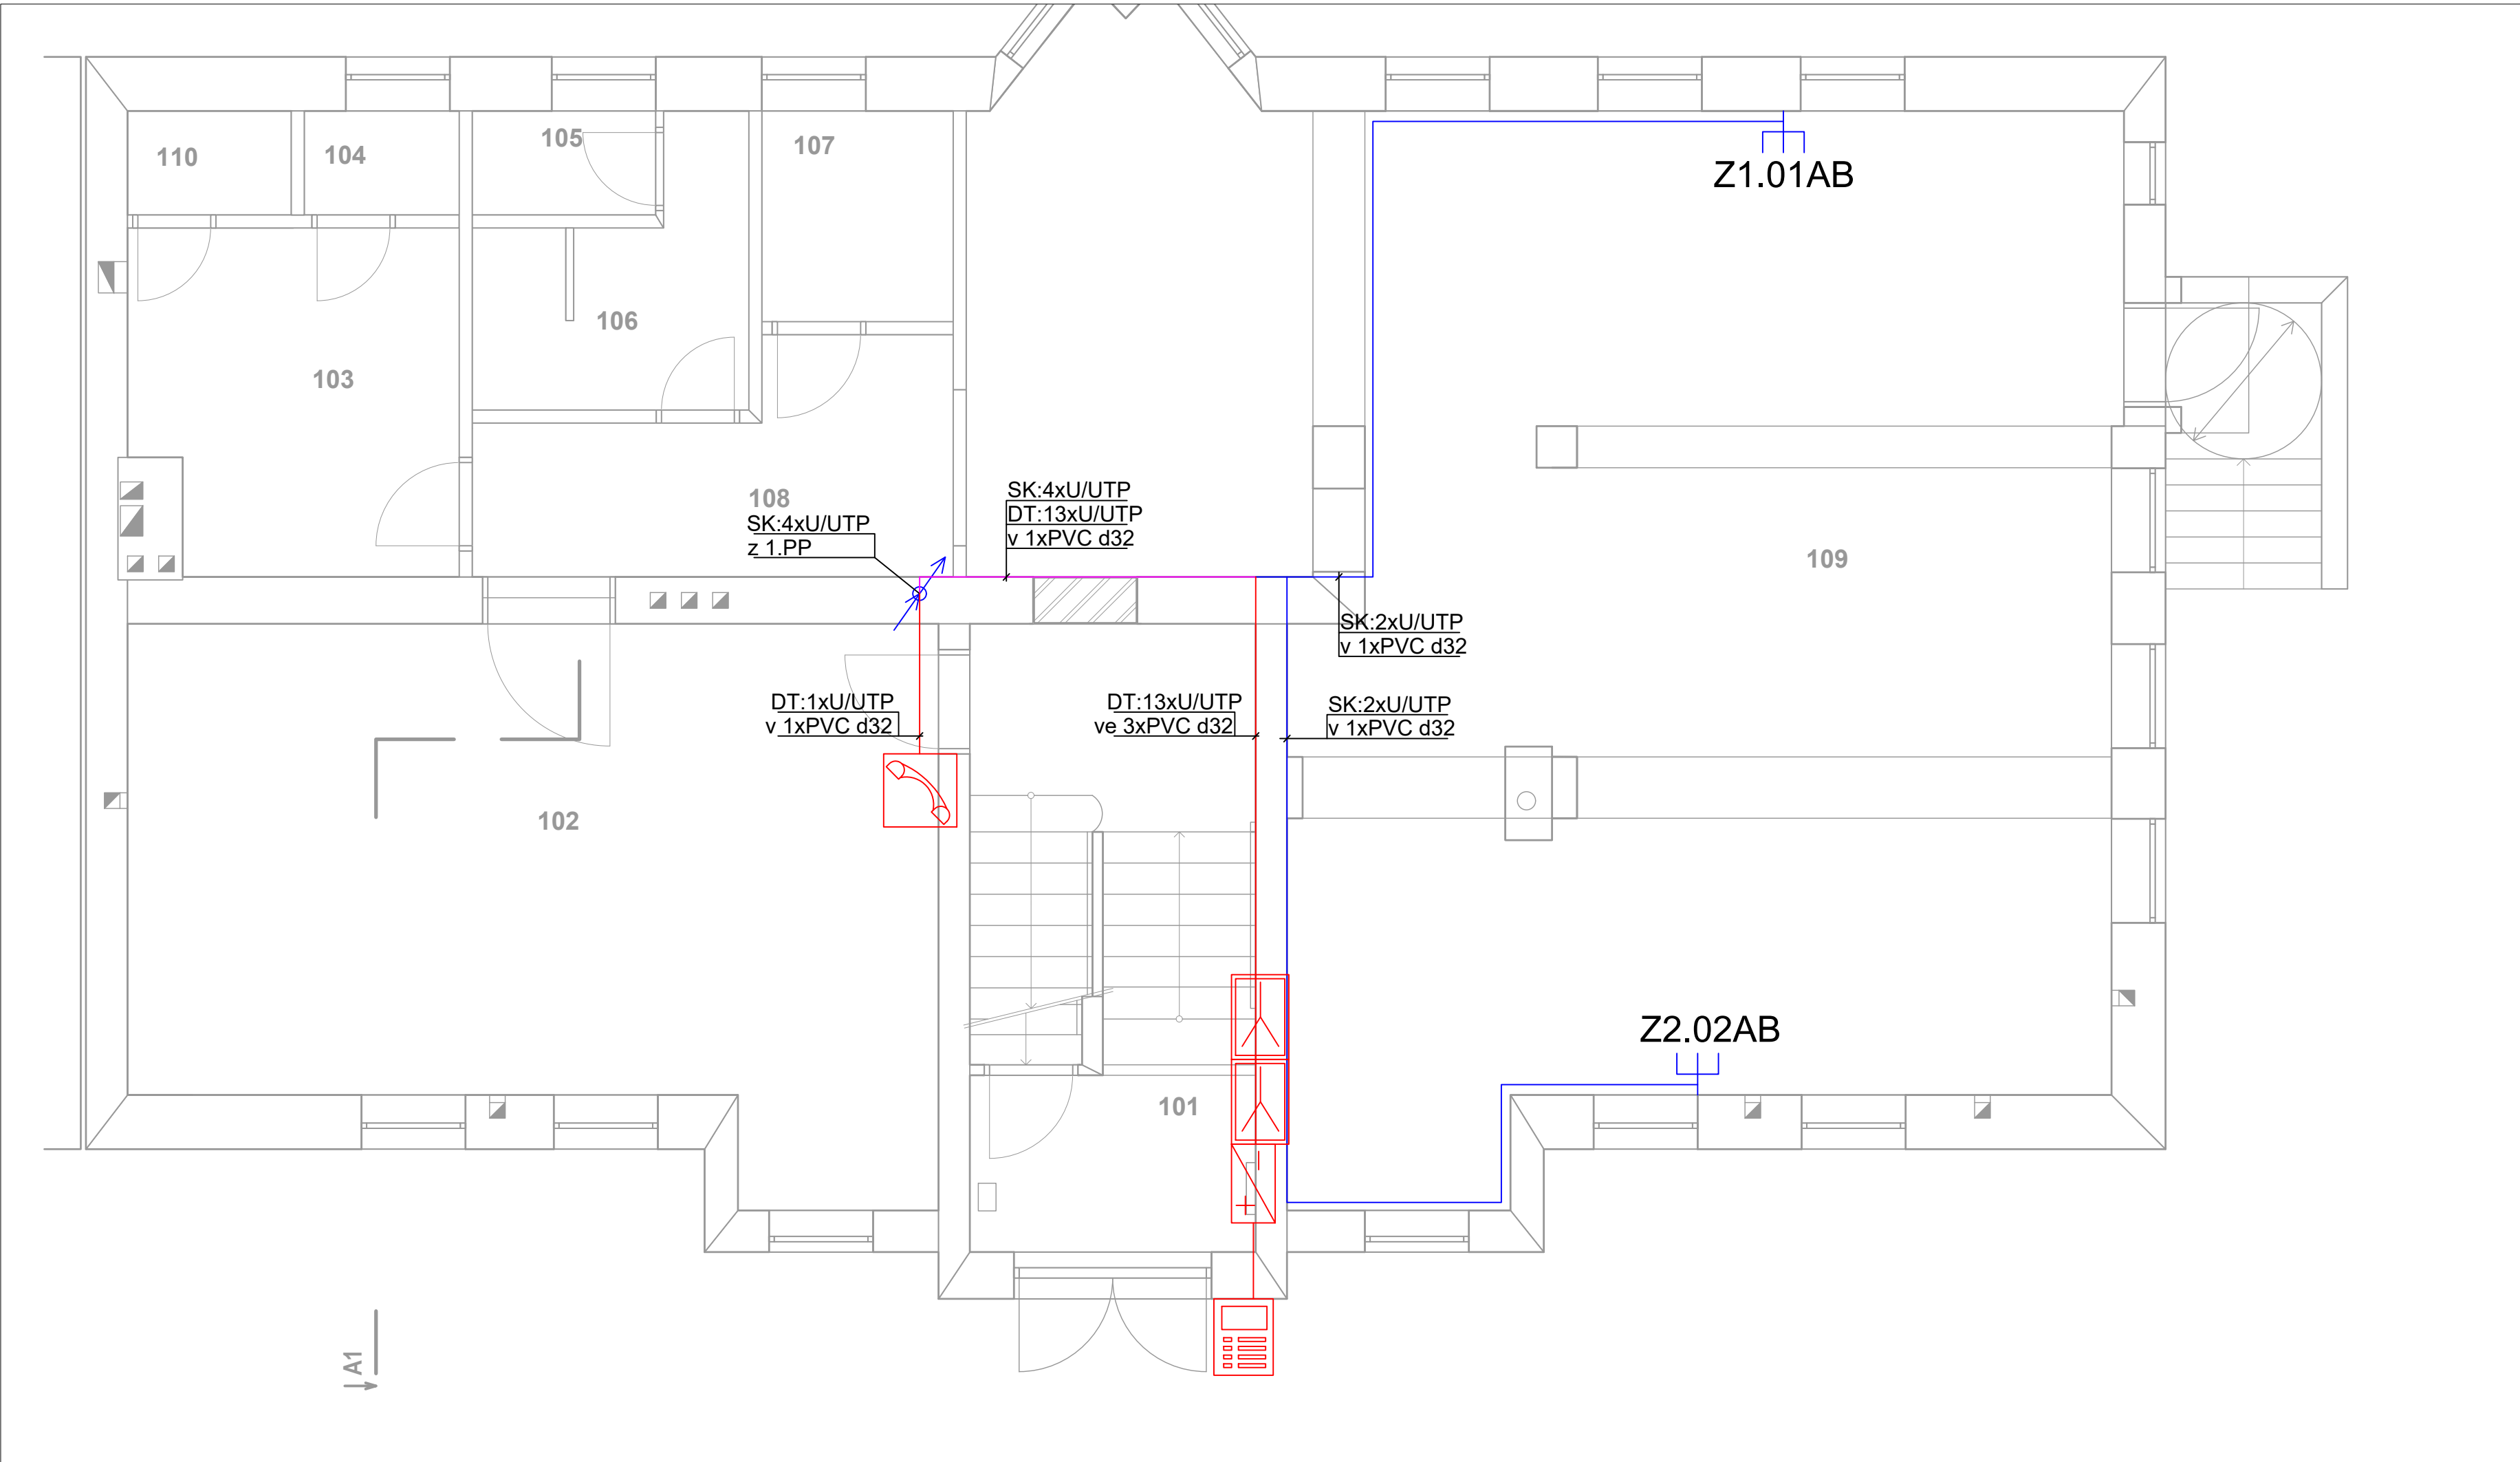 110
104
105
107
Z1.01AB
106
103
108
SK:4xU/UTP
z 1.PP
SK:4xU/UTP
DT:13xU/UTP
v 1xPVC d32
109
SK:2xU/UTP
v 1xPVC d32
DT:1xU/UTP
v 1xPVC d32
DT:13xU/UTP
ve 3xPVC d32
SK:2xU/UTP
v 1xPVC d32
102
Z2.02AB
101
A1